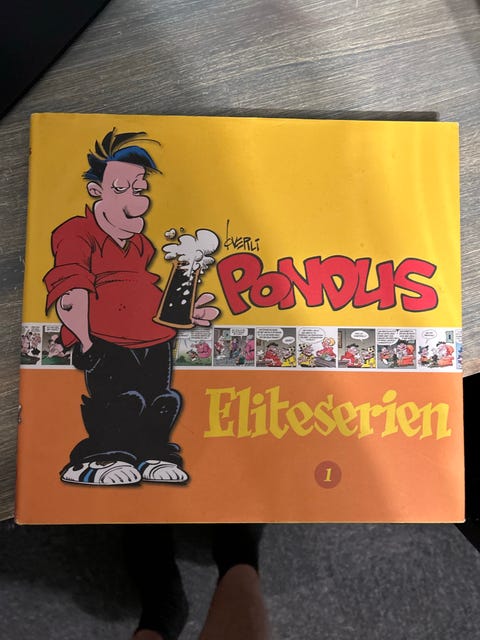 Øverli
PONDUS
Eliteserien
1